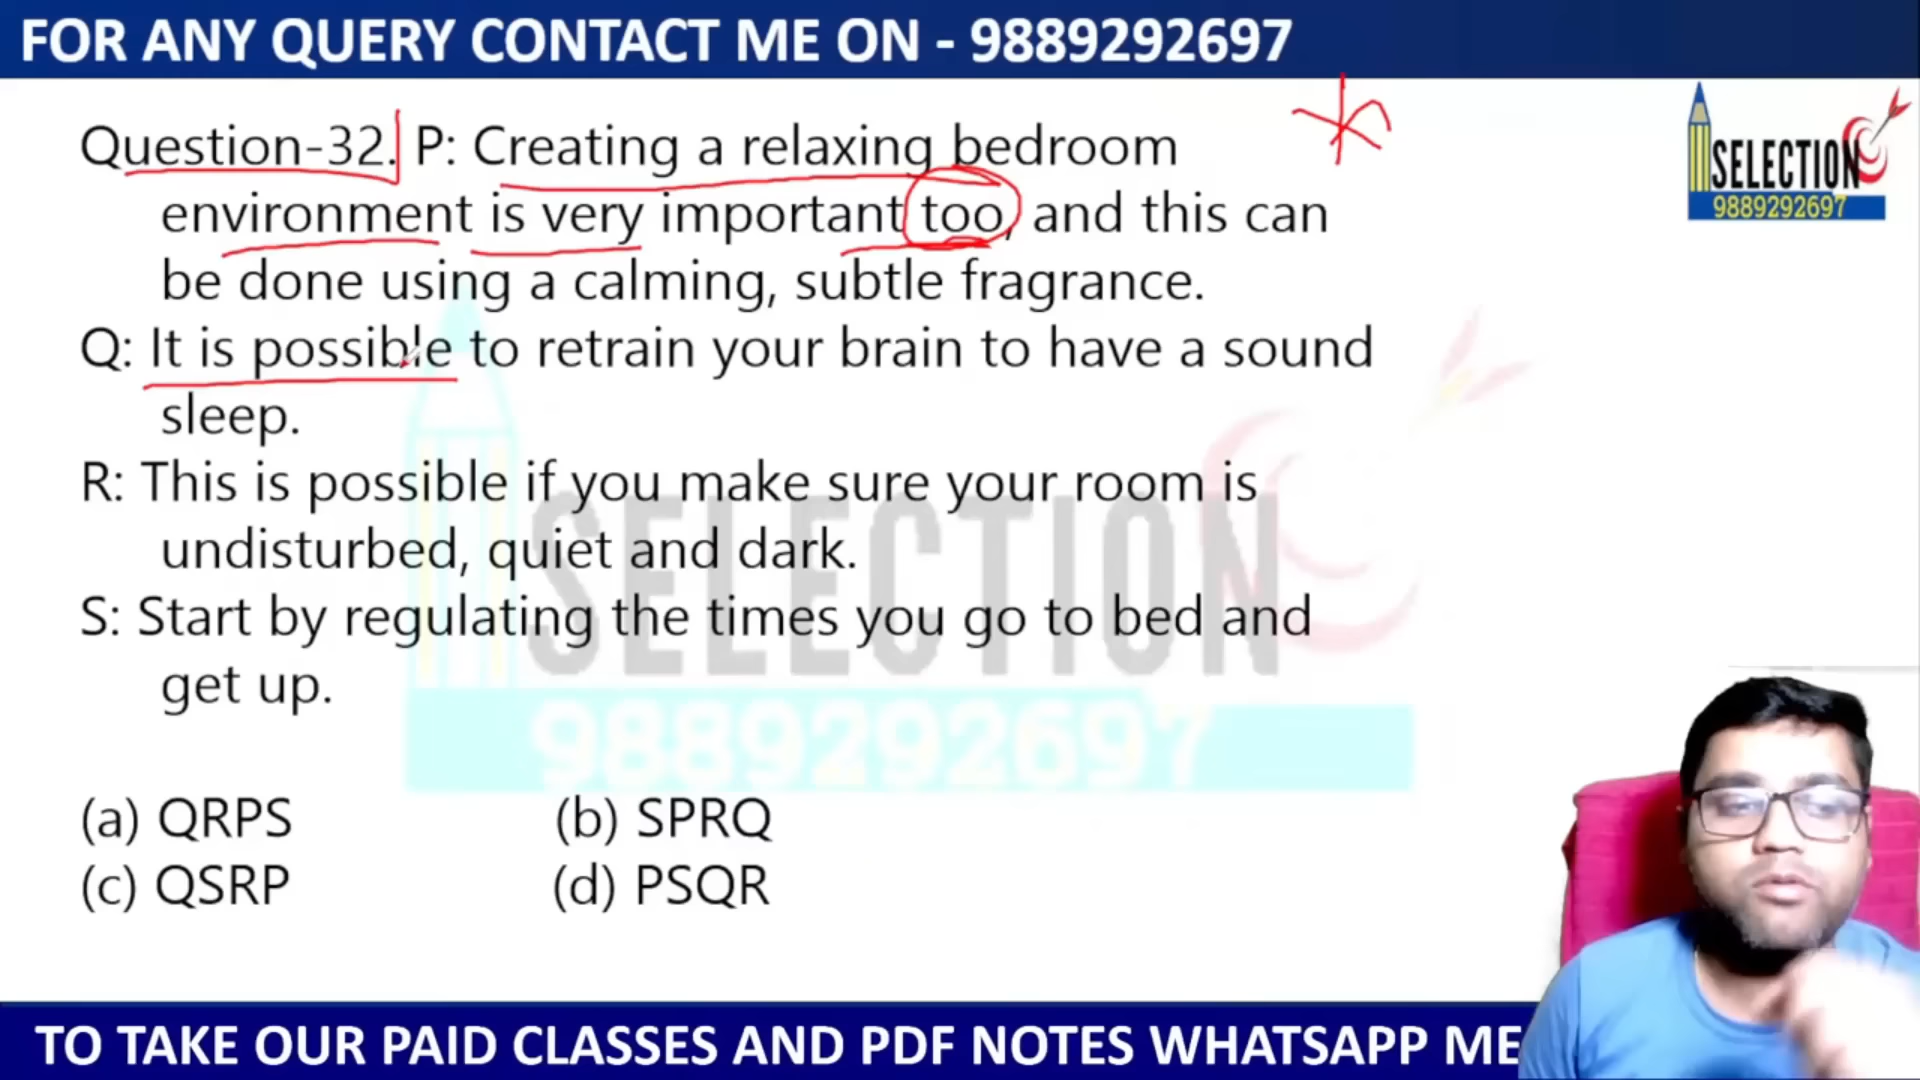 FOR ANY QUERY CONTACT ME ON - 9889292697
SELECTION
9889292697
Question-32. P: Creating a relaxing bedroom
environment is very important too, and this can
be done using a calming, subtle fragrance.
Q: It is possible to retrain your brain to have a sound
sleep.
R: This is possible if you make sure your room is
undisturbed, quiet and dark.
S: Start by regulating the times you go to bed and
get up.
SELECTION
9889292697
(a) QRPS (b) SPRQ
(c) QSRP (d) PSQR
TO TAKE OUR PAID CLASSES AND PDF NOTES WHATSAPP ME